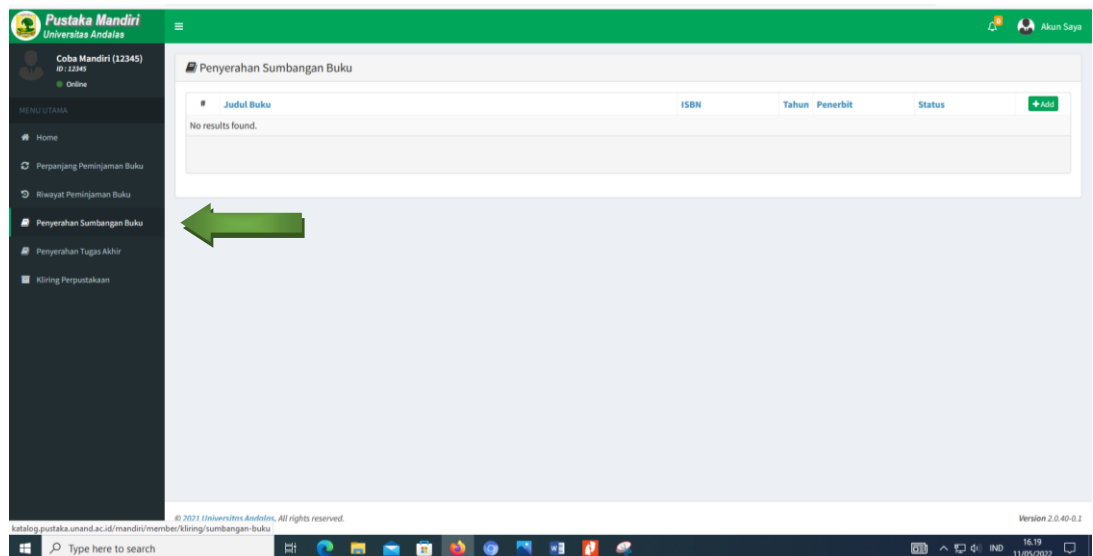 Pustaka Mandiri
Universitas Andalas
Akun Saya
Coba Mandiri (12345)
ID : 12345
Online
MENU UTAMA
Home
Perpanjang Peminjaman Buku
Riwayat Peminjaman Buku
Penyerahan Sumbangan Buku
Penyerahan Tugas Akhir
Kliring Perpustakaan
Penyerahan Sumbangan Buku
# Judul Buku ISBN Tahun Penerbit Status +Add
No results found.
© 2021 Universitas Andalas. All rights reserved. Version 2.0.40-0.1
katalog.pustaka.unand.ac.id/mandiri/member/kliring/sumbangan-buku
Type here to search
IND
16.19
11/05/2022